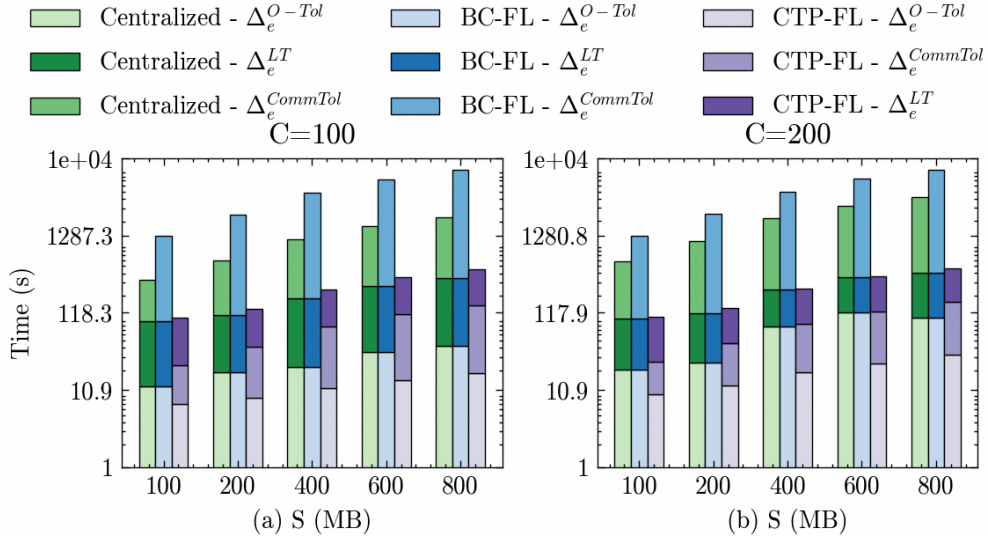 Centralized - Δ_e^{O-Tol} BC-FL - Δ_e^{O-Tol} CTP-FL - Δ_e^{O-Tol}
Centralized - Δ_e^{LT} BC-FL - Δ_e^{LT} CTP-FL - Δ_e^{CommTol}
Centralized - Δ_e^{CommTol} BC-FL - Δ_e^{CommTol} CTP-FL - Δ_e^{LT}
C=100 C=200
1e+04 1e+04
1287.3 1280.8
118.3 117.9
10.9 10.9
1 1
Time (s)
100 200 400 600 800 100 200 400 600 800
(a) S (MB) (b) S (MB)